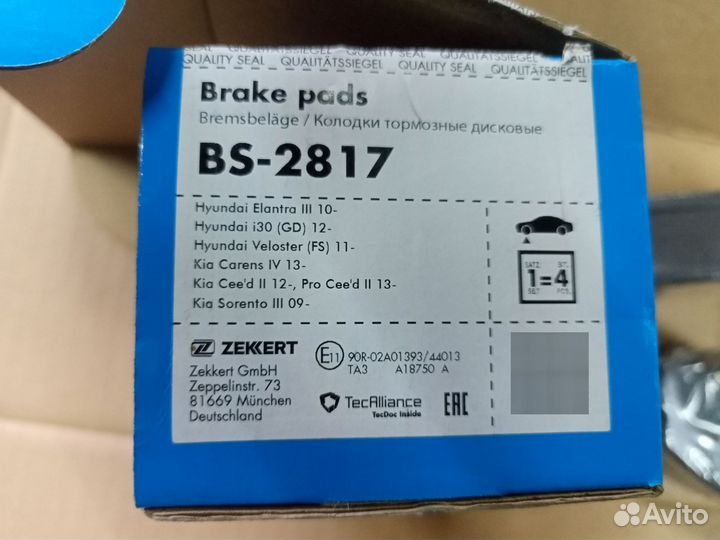 QUALITY SEAL QUALITÄTSSIEGEL QUALITY SEAL QUALITÄTSSIEGEL
Brake pads
Bremsbeläge / Колодки тормозные дисковые
BS-2817
Hyundai Elantra III 10-
Hyundai i30 (GD) 12-
Hyundai Veloster (FS) 11-
Kia Carens IV 13-
Kia Cee'd II 12-, Pro Cee'd II 13-
Kia Sorento III 09-
SATZ
1=4
SET
ZEKKERT
Zekkert GmbH
Zeppelinstr. 73
81669 München
Deutschland
E11 90R-02A01393/44013
TA3 A18750 A
TecAlliance
TecDoc Inside
EAC
Avito